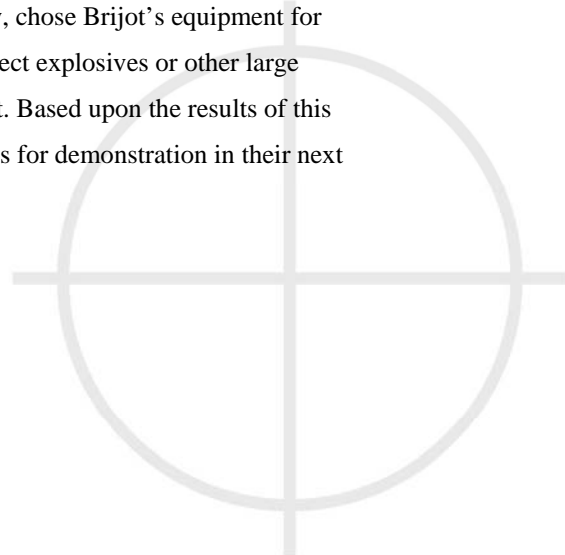 , chose Brijot’s equipment for
ect explosives or other large
. Based upon the results of this
s for demonstration in their next